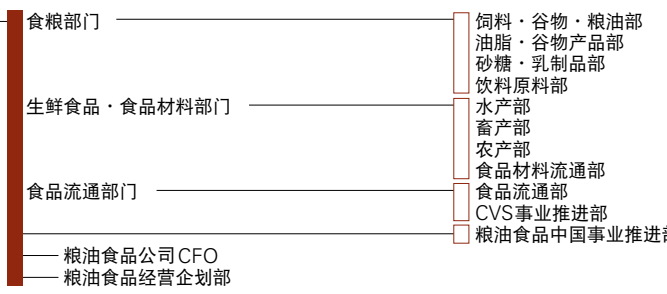 食粮部门
饲料・谷物・粮油部
油脂・谷物产品部
砂糖・乳制品部
饮料原料部
生鲜食品・食品材料部门
水产部
畜产部
农产部
食品材料流通部
食品流通部门
食品流通部
CVS事业推进部
粮油食品中国事业推进部
粮油食品公司CFO
粮油食品经营企划部